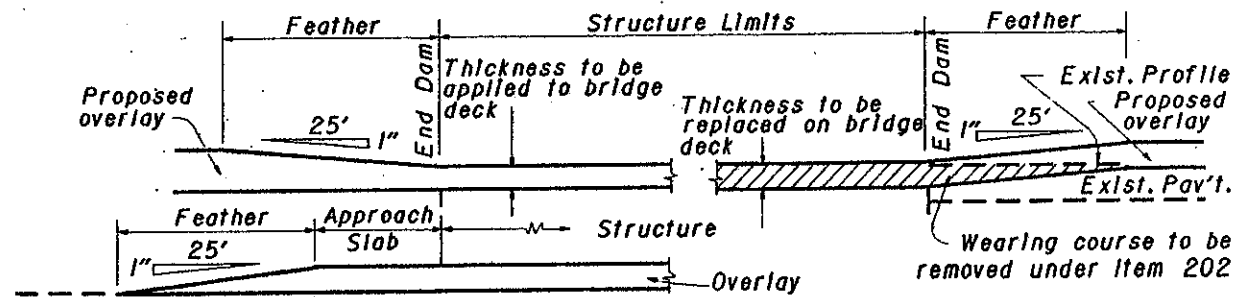 Feather
Structure Limits
Feather
End Dam
Thickness to be
applied to bridge
deck
End Dam
Exist. Profile
Proposed
overlay
Proposed
overlay
25'
1"
Thickness to be
replaced on bridge
deck
25'
1"
Exist. Pav't.
Feather
Approach
Slab
Structure
25'
1"
Overlay
Wearing course to be
removed under Item 202